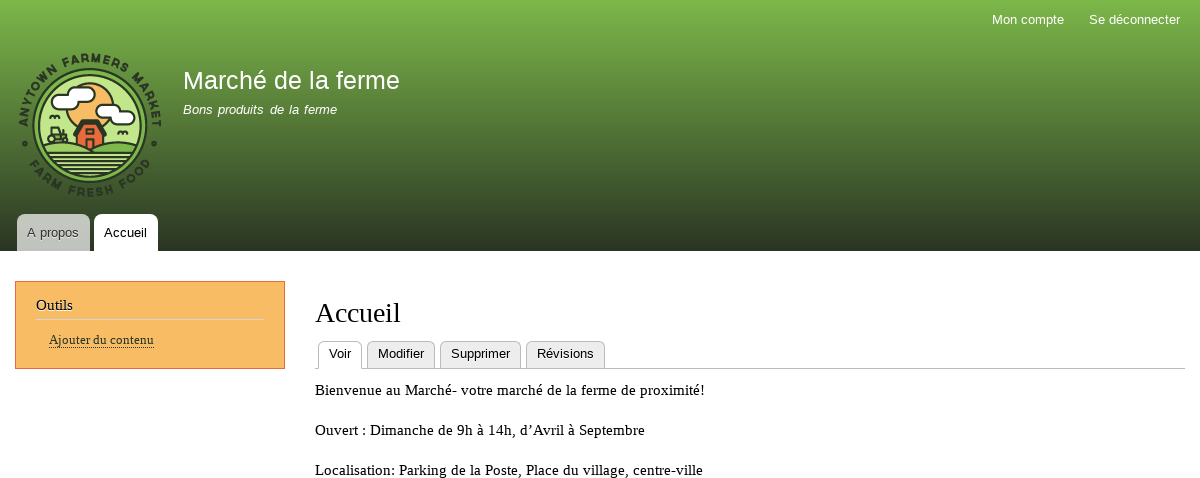 Mon compte Se déconnecter
ANYTOWN FARMERS MARKET
FARM FRESH FOOD
Marché de la ferme
Bons produits de la ferme
A propos Accueil
Outils
Ajouter du contenu
Accueil
Voir Modifier Supprimer Révisions
Bienvenue au Marché- votre marché de la ferme de proximité!
Ouvert : Dimanche de 9h à 14h, d’Avril à Septembre
Localisation: Parking de la Poste, Place du village, centre-ville